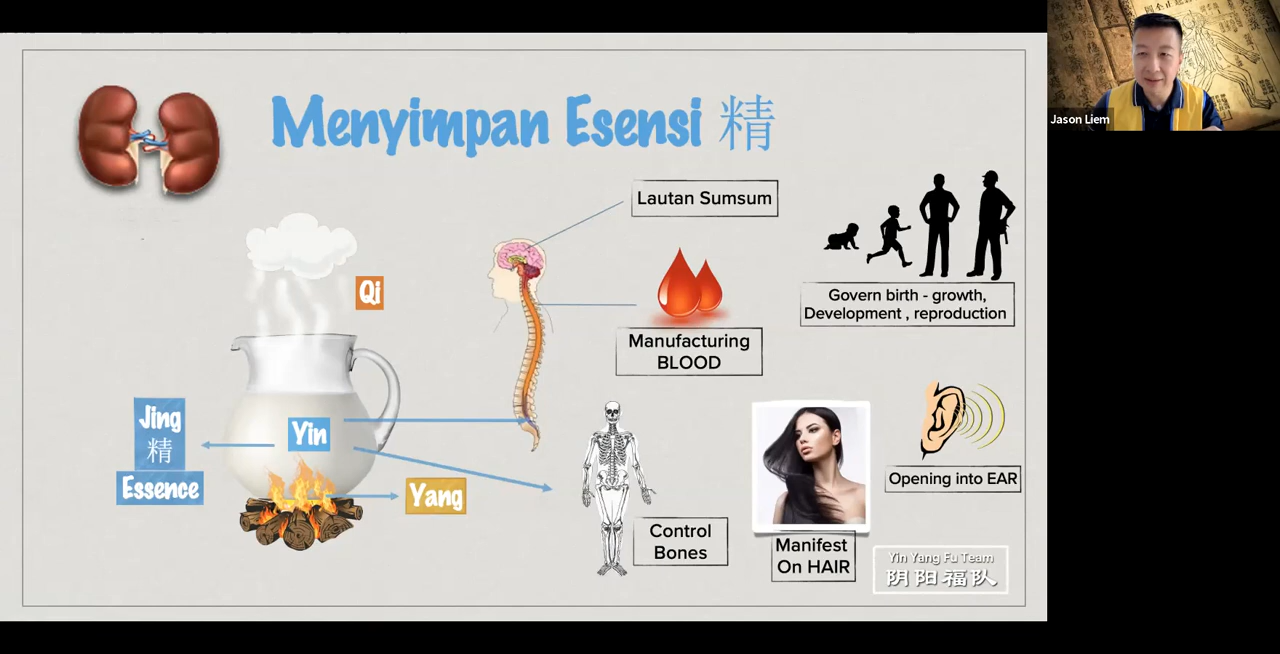 Menyimpan Esensi 精
Jason Liem
Lautan Sumsum
Qi
Govern birth - growth,
Development , reproduction
Manufacturing
BLOOD
Jing
精
Essence
Yin
Yang
Opening into EAR
Control
Bones
Manifest
On HAIR
Yin Yang Fu Team
阴阳福队